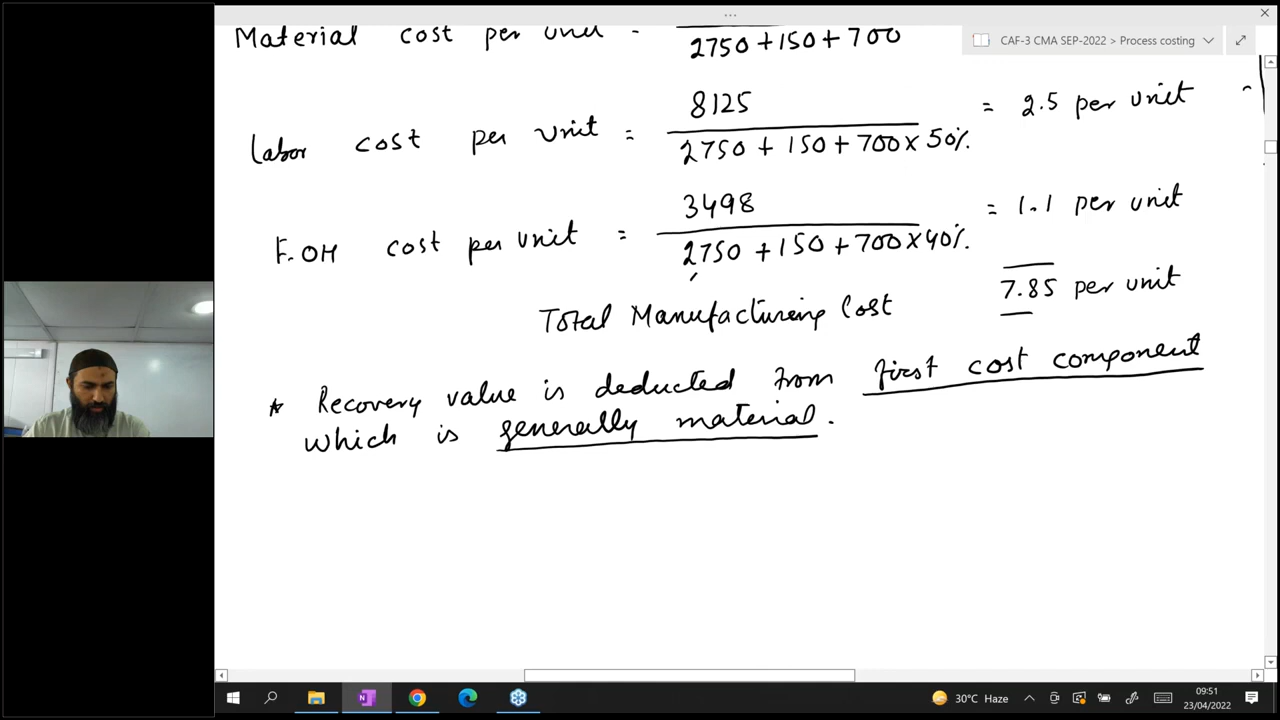 CAF-3 CMA SEP-2022 > Process costing
Material cost per unit =
2750 + 150 + 700
Labor cost per unit = 8125 = 2.5 per unit
2750 + 150 + 700 × 50%
F.OH cost per unit = 3498 = 1.1 per unit
2750 + 150 + 700 × 40%
Total Manufacturing Cost 7.85 per unit
* Recovery value is deducted from first cost component
which is generally material.
30°C Haze
09:51
23/04/2022